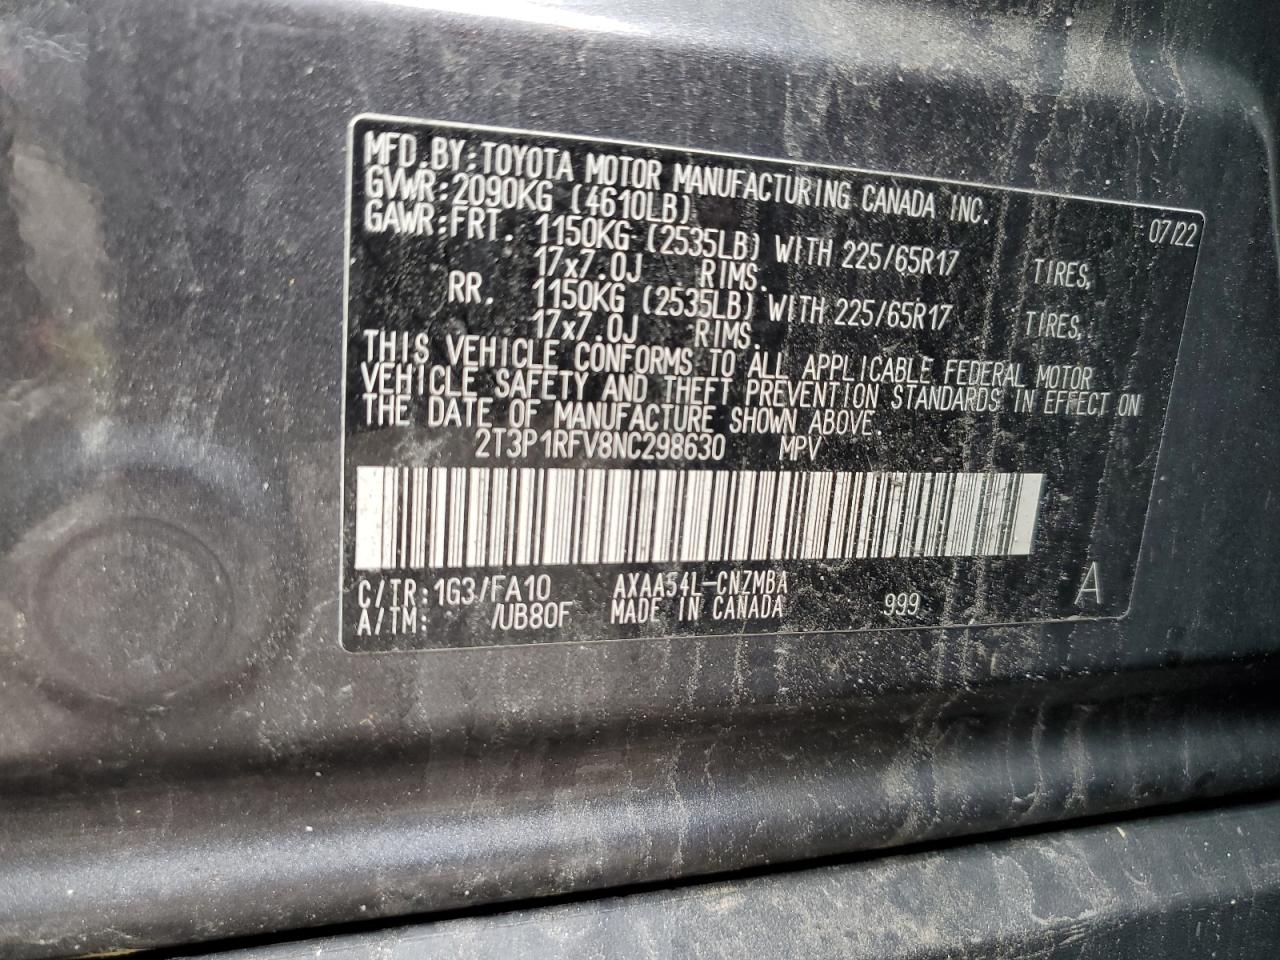 MFD.BY:TOYOTA MOTOR MANUFACTURING CANADA INC.
GVWR:2090KG (4610LB) 07/22
GAWR:FRT. 1150KG (2535LB) WITH 225/65R17 TIRES,
17x7.0J RIMS.
RR. 1150KG (2535LB) WITH 225/65R17 TIRES,
17x7.0J RIMS.
THIS VEHICLE CONFORMS TO ALL APPLICABLE FEDERAL MOTOR
VEHICLE SAFETY AND THEFT PREVENTION STANDARDS IN EFFECT ON
THE DATE OF MANUFACTURE SHOWN ABOVE.
2T3P1RFV8NC298630 MPV
C/TR:1G3/FA10 AXAA54L-CNZMBA
A/TM: /UB80F MADE IN CANADA 999 A